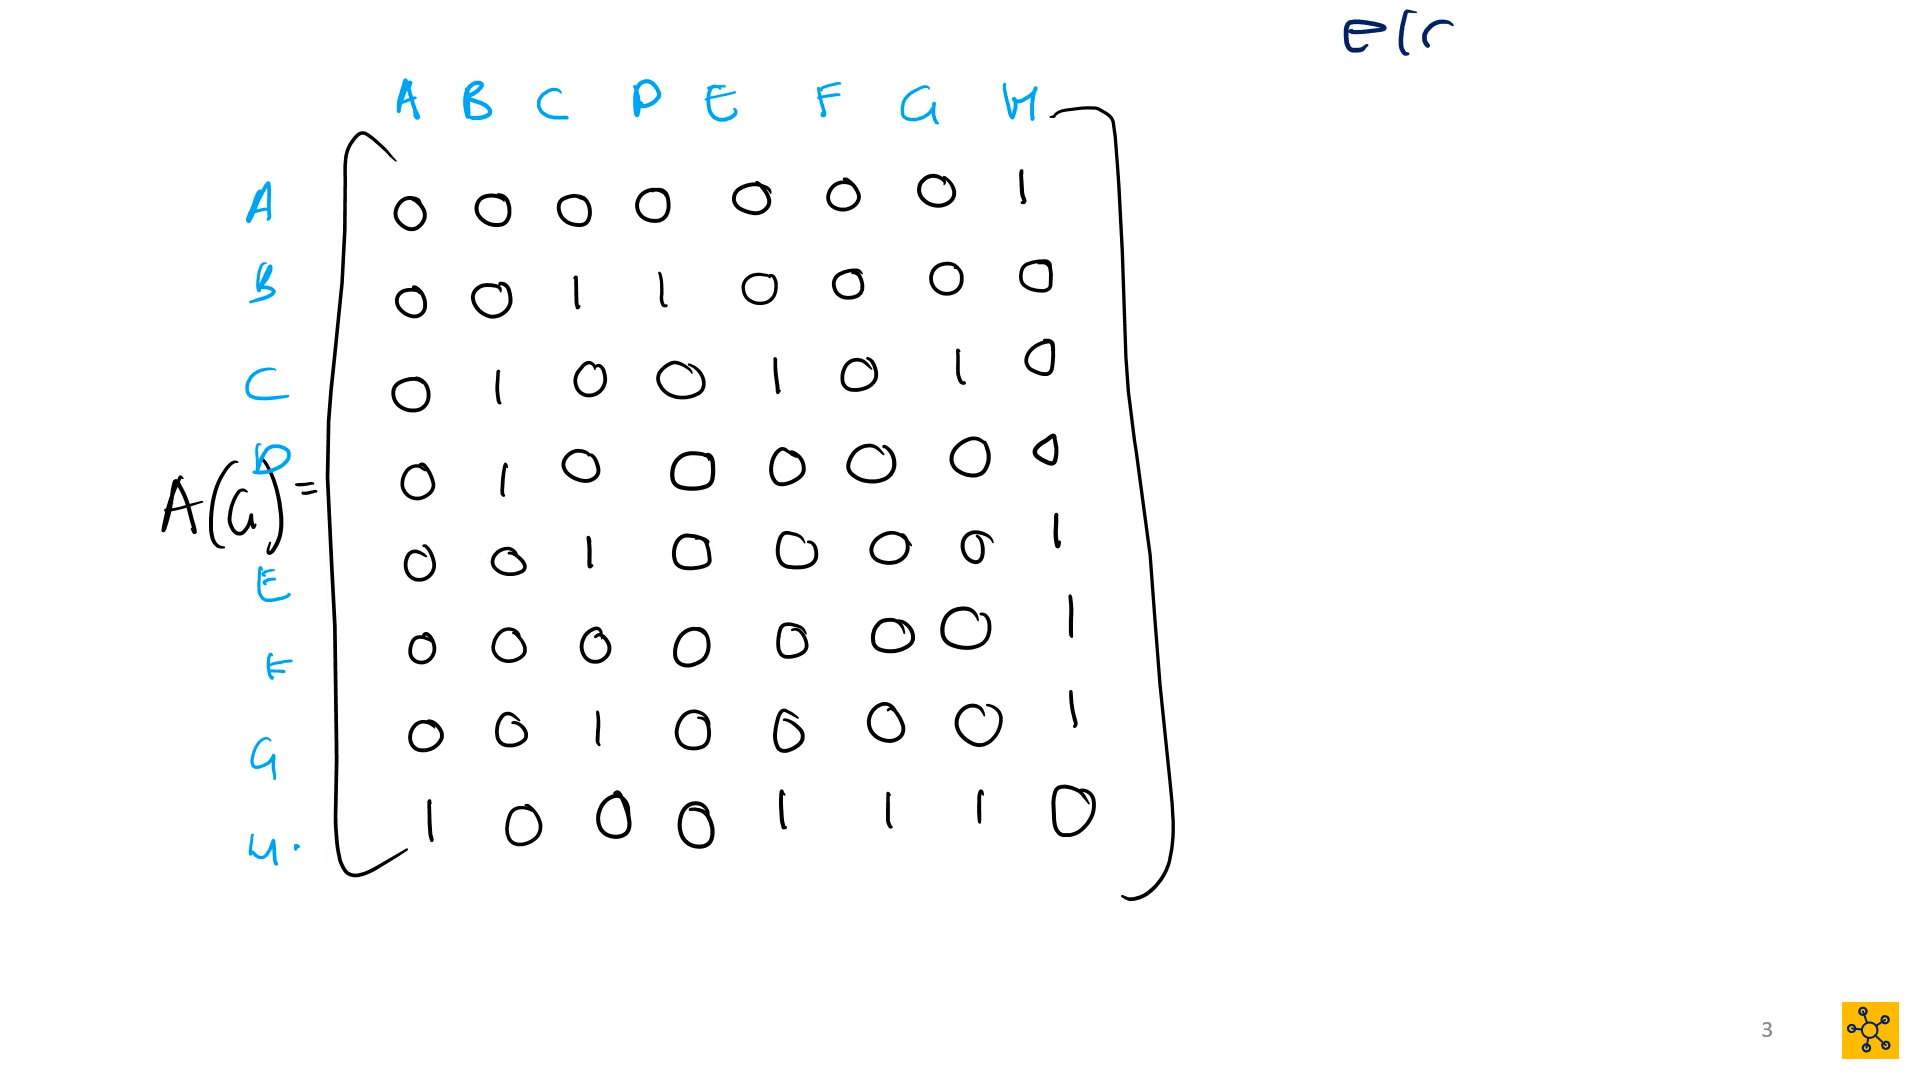 A B C D E F G H
A 0 0 0 0 0 0 0 1
B 0 0 1 1 0 0 0 0
C 0 1 0 0 1 0 1 0
D 0 1 0 0 0 0 0 0
A(G) =
E 0 0 1 0 0 0 0 1
F 0 0 0 0 0 0 0 1
G 0 0 1 0 0 0 0 1
H 1 0 0 0 1 1 1 0
3